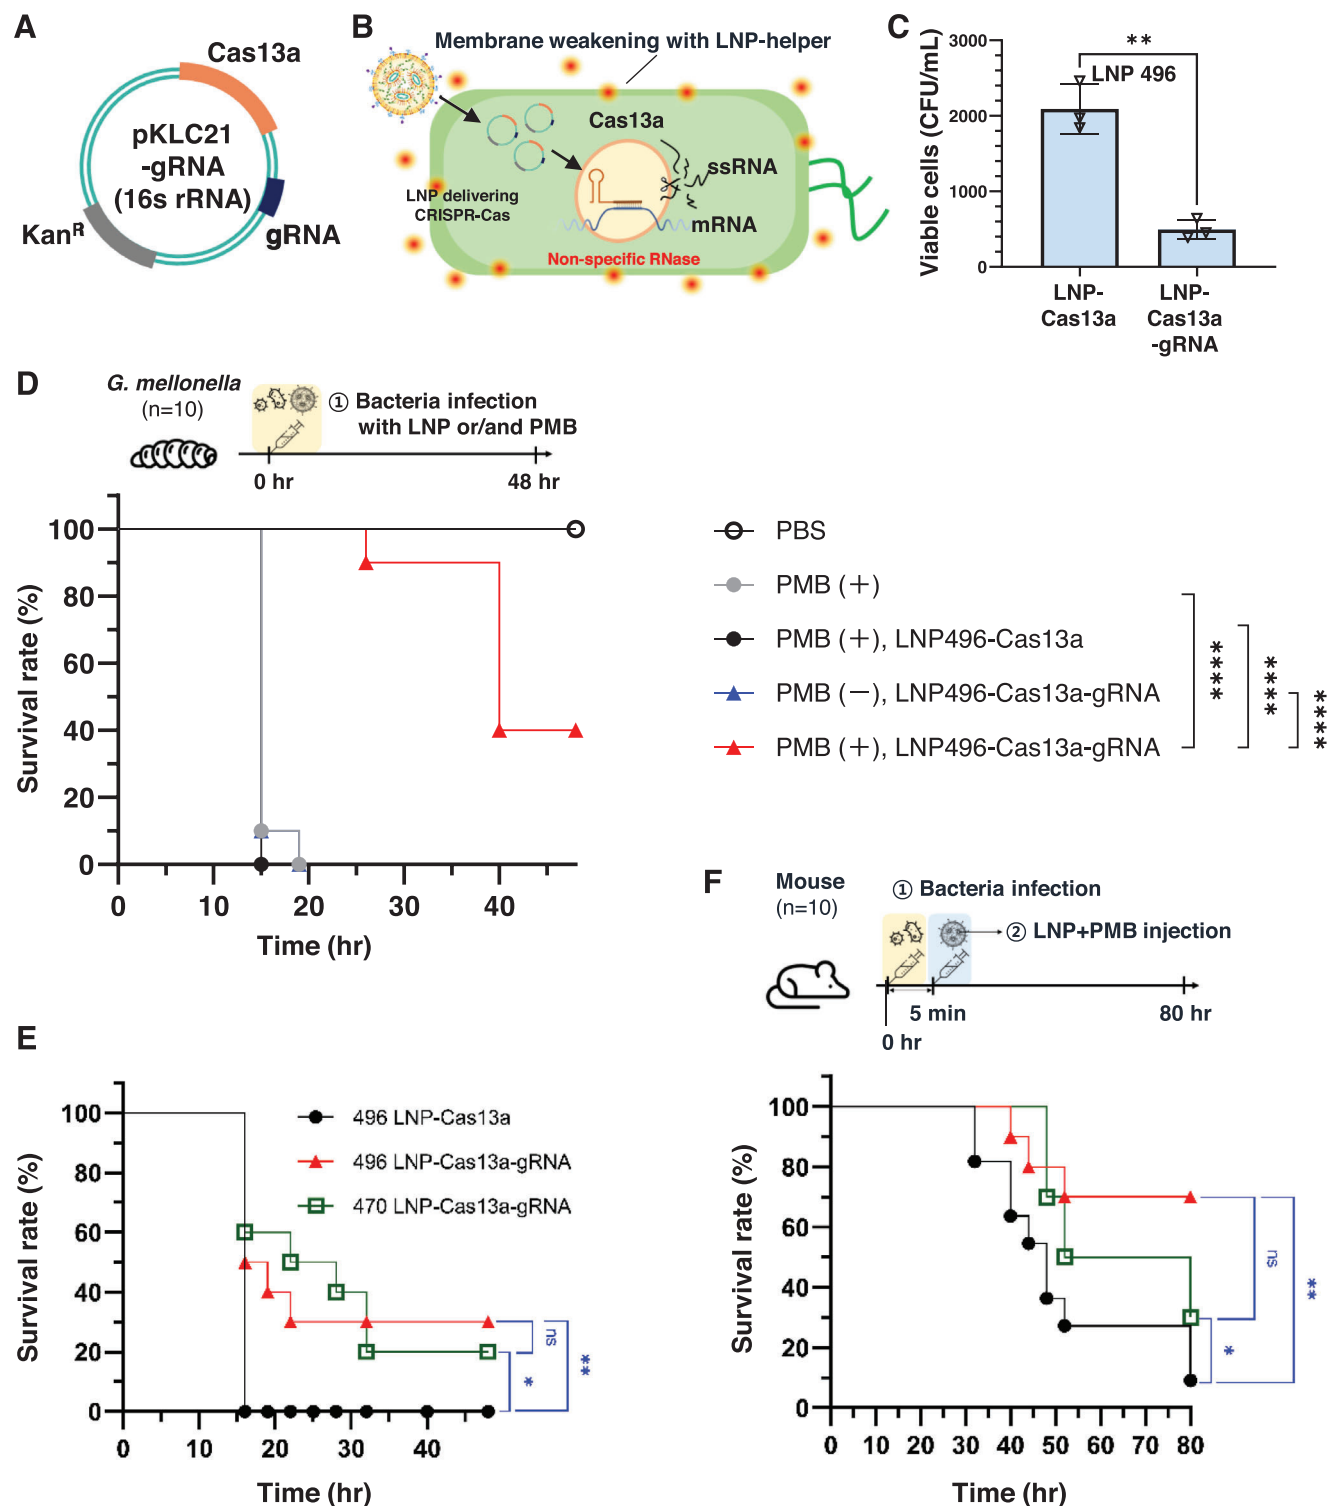 A
Cas13a
pKLC21
-gRNA
(16s rRNA)
Kanᴿ
gRNA
B
Membrane weakening with LNP-helper
Cas13a
ssRNA
LNP delivering
CRISPR-Cas
mRNA
Non-specific RNase
C
Viable cells (CFU/mL)
3000
2000
1000
0
**
LNP 496
LNP-
Cas13a
LNP-
Cas13a
-gRNA
D
G. mellonella
(n=10)
① Bacteria infection
with LNP or/and PMB
0 hr
48 hr
Survival rate (%)
100
80
60
40
20
0
0 10 20 30 40
Time (hr)
PBS
PMB (+)
PMB (+), LNP496-Cas13a
PMB (−), LNP496-Cas13a-gRNA
PMB (+), LNP496-Cas13a-gRNA
****
****
****
E
Survival rate (%)
100
80
60
40
20
0
0 10 20 30 40
Time (hr)
496 LNP-Cas13a
496 LNP-Cas13a-gRNA
470 LNP-Cas13a-gRNA
ns
*
**
F
Mouse
(n=10)
① Bacteria infection
② LNP+PMB injection
5 min
80 hr
0 hr
Survival rate (%)
100
80
60
40
20
0
0 10 20 30 40 50 60 70 80
Time (hr)
ns
*
**